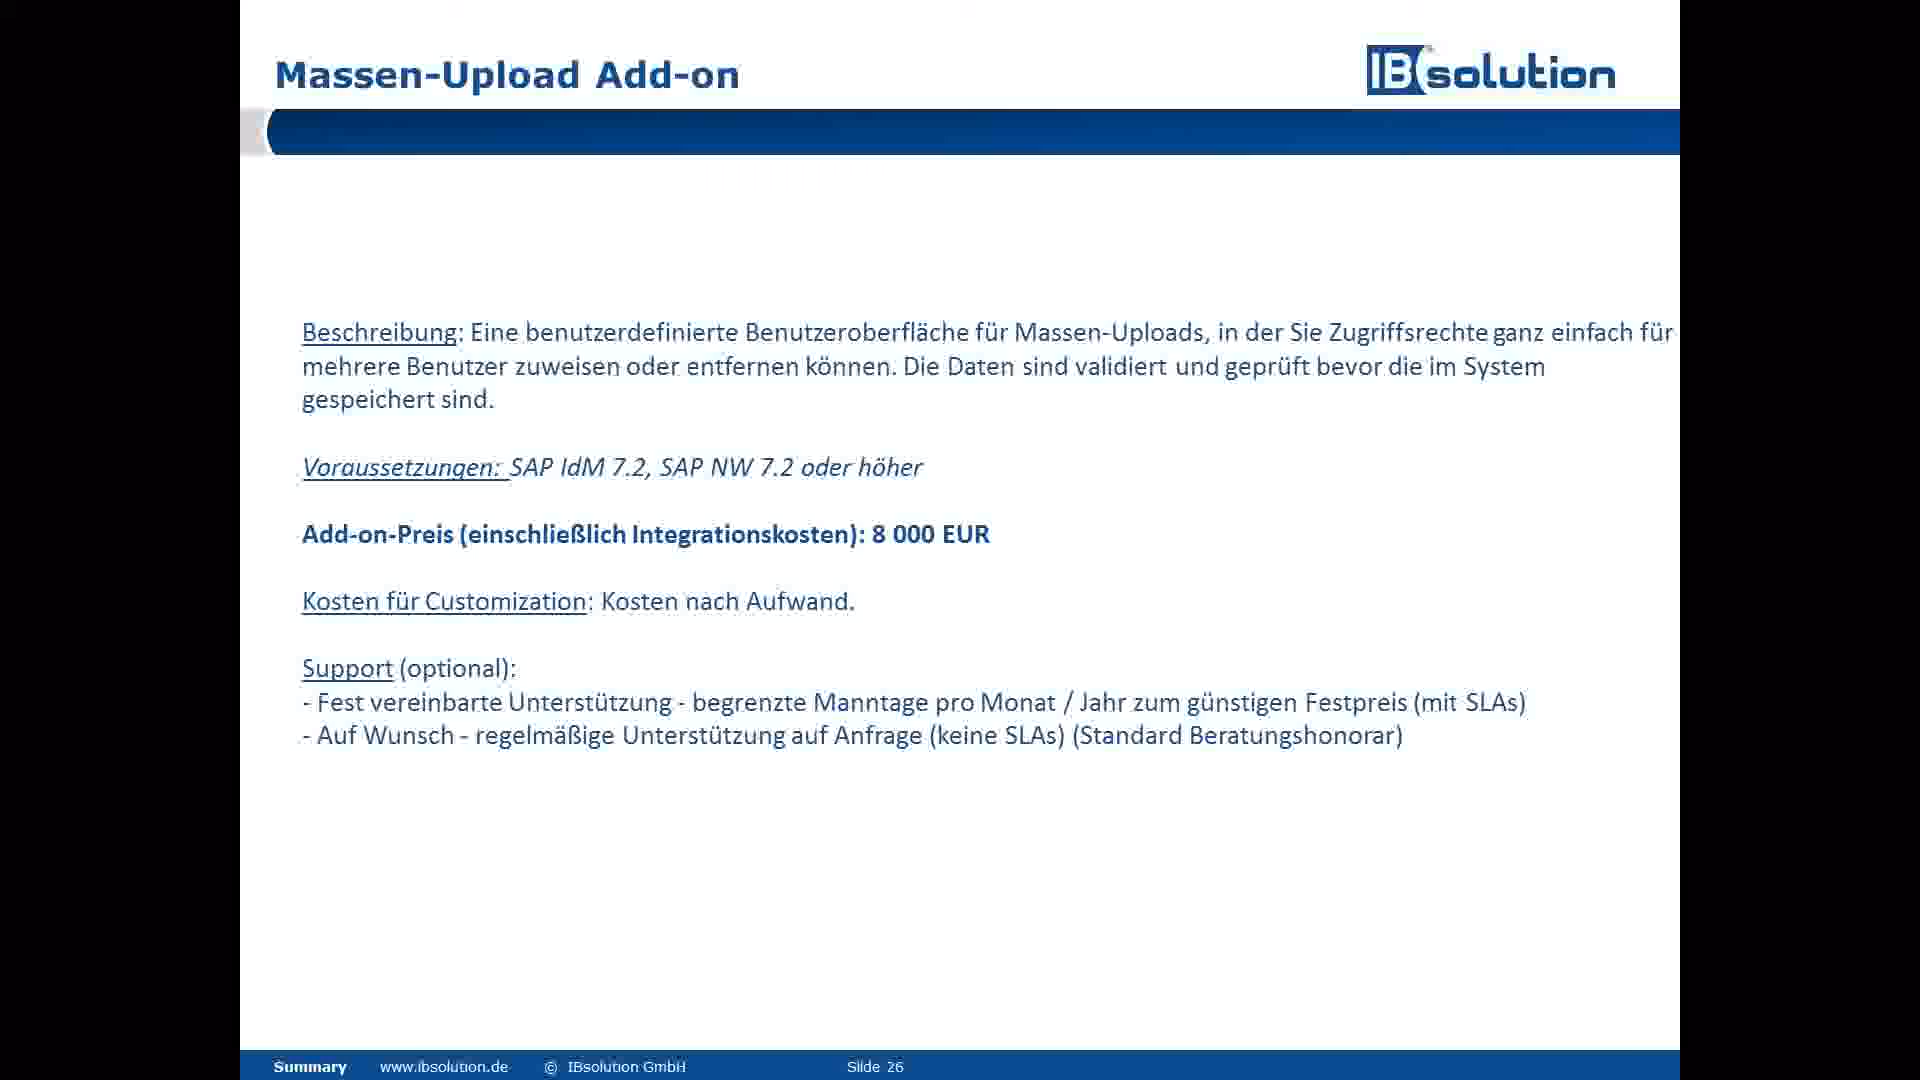 Massen-Upload Add-on
IBsolution
Beschreibung: Eine benutzerdefinierte Benutzeroberfläche für Massen-Uploads, in der Sie Zugriffsrechte ganz einfach für
mehrere Benutzer zuweisen oder entfernen können. Die Daten sind validiert und geprüft bevor die im System
gespeichert sind.
Voraussetzungen: SAP IdM 7.2, SAP NW 7.2 oder höher
Add-on-Preis (einschließlich Integrationskosten): 8 000 EUR
Kosten für Customization: Kosten nach Aufwand.
Support (optional):
- Fest vereinbarte Unterstützung - begrenzte Manntage pro Monat / Jahr zum günstigen Festpreis (mit SLAs)
- Auf Wunsch - regelmäßige Unterstützung auf Anfrage (keine SLAs) (Standard Beratungshonorar)
Summary www.ibsolution.de © IBsolution GmbH Slide 26